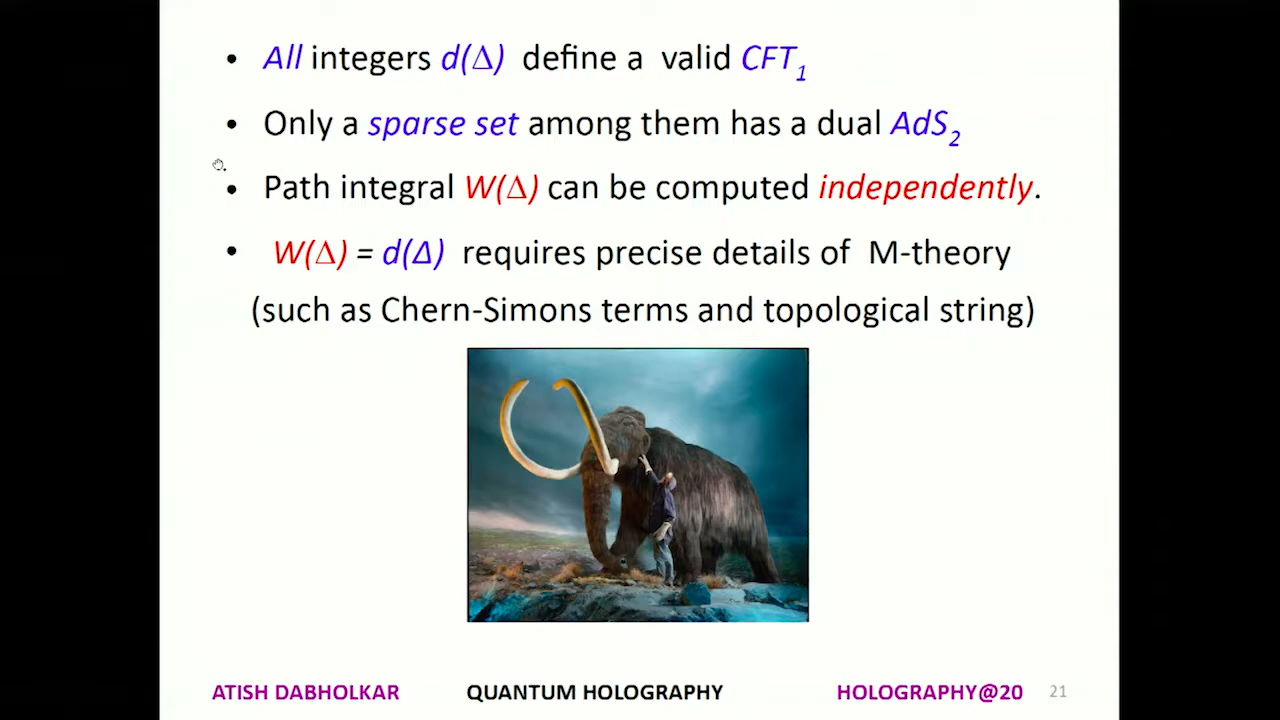 • All integers d(Δ) define a valid CFT₁
• Only a sparse set among them has a dual AdS₂
• Path integral W(Δ) can be computed independently.
• W(Δ) = d(Δ) requires precise details of M-theory
(such as Chern-Simons terms and topological string)
ATISH DABHOLKAR QUANTUM HOLOGRAPHY HOLOGRAPHY@20 21